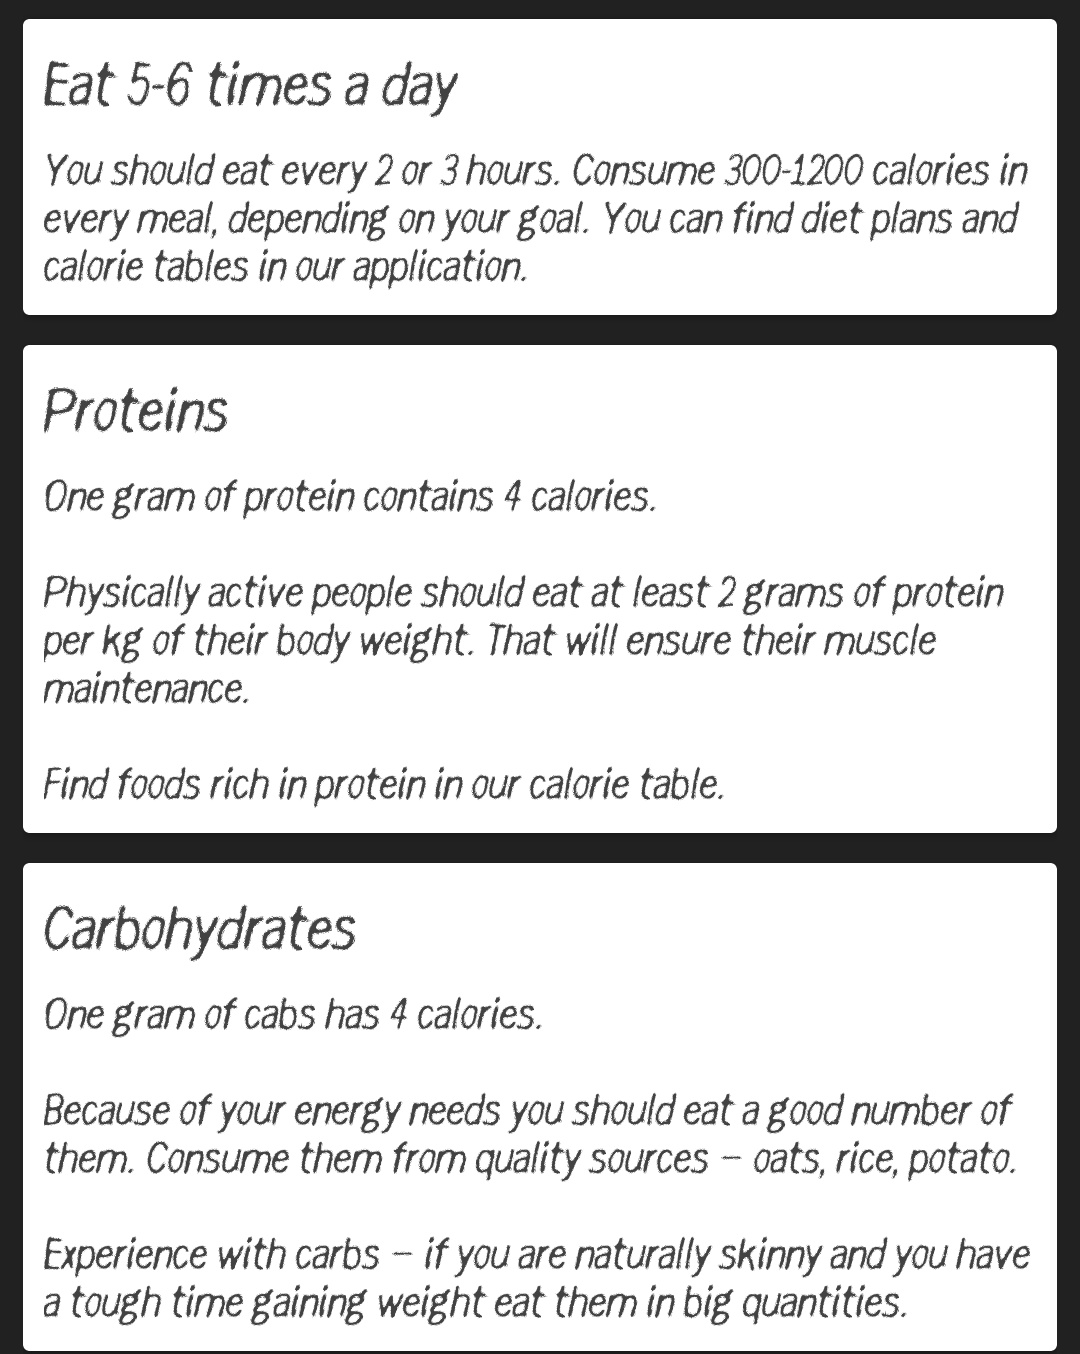 Eat 5-6 times a day
You should eat every 2 or 3 hours. Consume 300-1200 calories in
every meal, depending on your goal. You can find diet plans and
calorie tables in our application.
Proteins
One gram of protein contains 4 calories.
Physically active people should eat at least 2 grams of protein
per kg of their body weight. That will ensure their muscle
maintenance.
Find foods rich in protein in our calorie table.
Carbohydrates
One gram of cabs has 4 calories.
Because of your energy needs you should eat a good number of
them. Consume them from quality sources – oats, rice, potato.
Experience with carbs – if you are naturally skinny and you have
a tough time gaining weight eat them in big quantities.